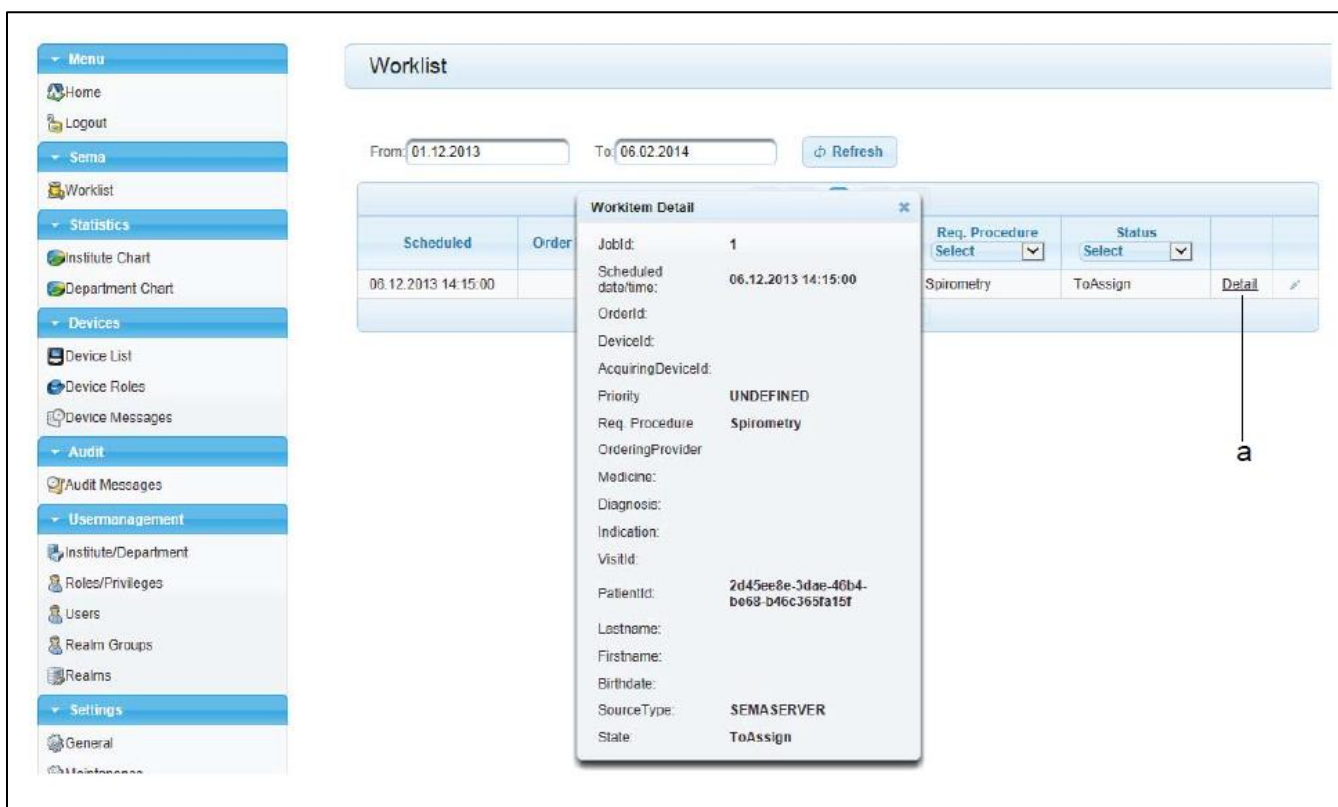 Menu
Home
Logout
Sema
Worklist
Statistics
Institute Chart
Department Chart
Devices
Device List
Device Roles
Device Messages
Audit
Audit Messages
Usermanagement
Institute/Department
Roles/Privileges
Users
Realm Groups
Realms
Settings
General
Maintenance
Worklist
From: 01.12.2013 To: 06.02.2014 Refresh
Scheduled Order Req. Procedure Status
Select Select
06.12.2013 14:15:00 Spirometry ToAssign Detail
a
Workitem Detail
JobId: 1
Scheduled date/time: 06.12.2013 14:15:00
OrderId:
DeviceId:
AcquiringDeviceId:
Priority UNDEFINED
Req. Procedure Spirometry
OrderingProvider
Medicine:
Diagnosis:
Indication:
VisitId:
PatientId: 2d45ee8e-3dae-46b4-
be68-b46c365fa15f
Lastname:
Firstname:
Birthdate:
SourceType: SEMASERVER
State: ToAssign